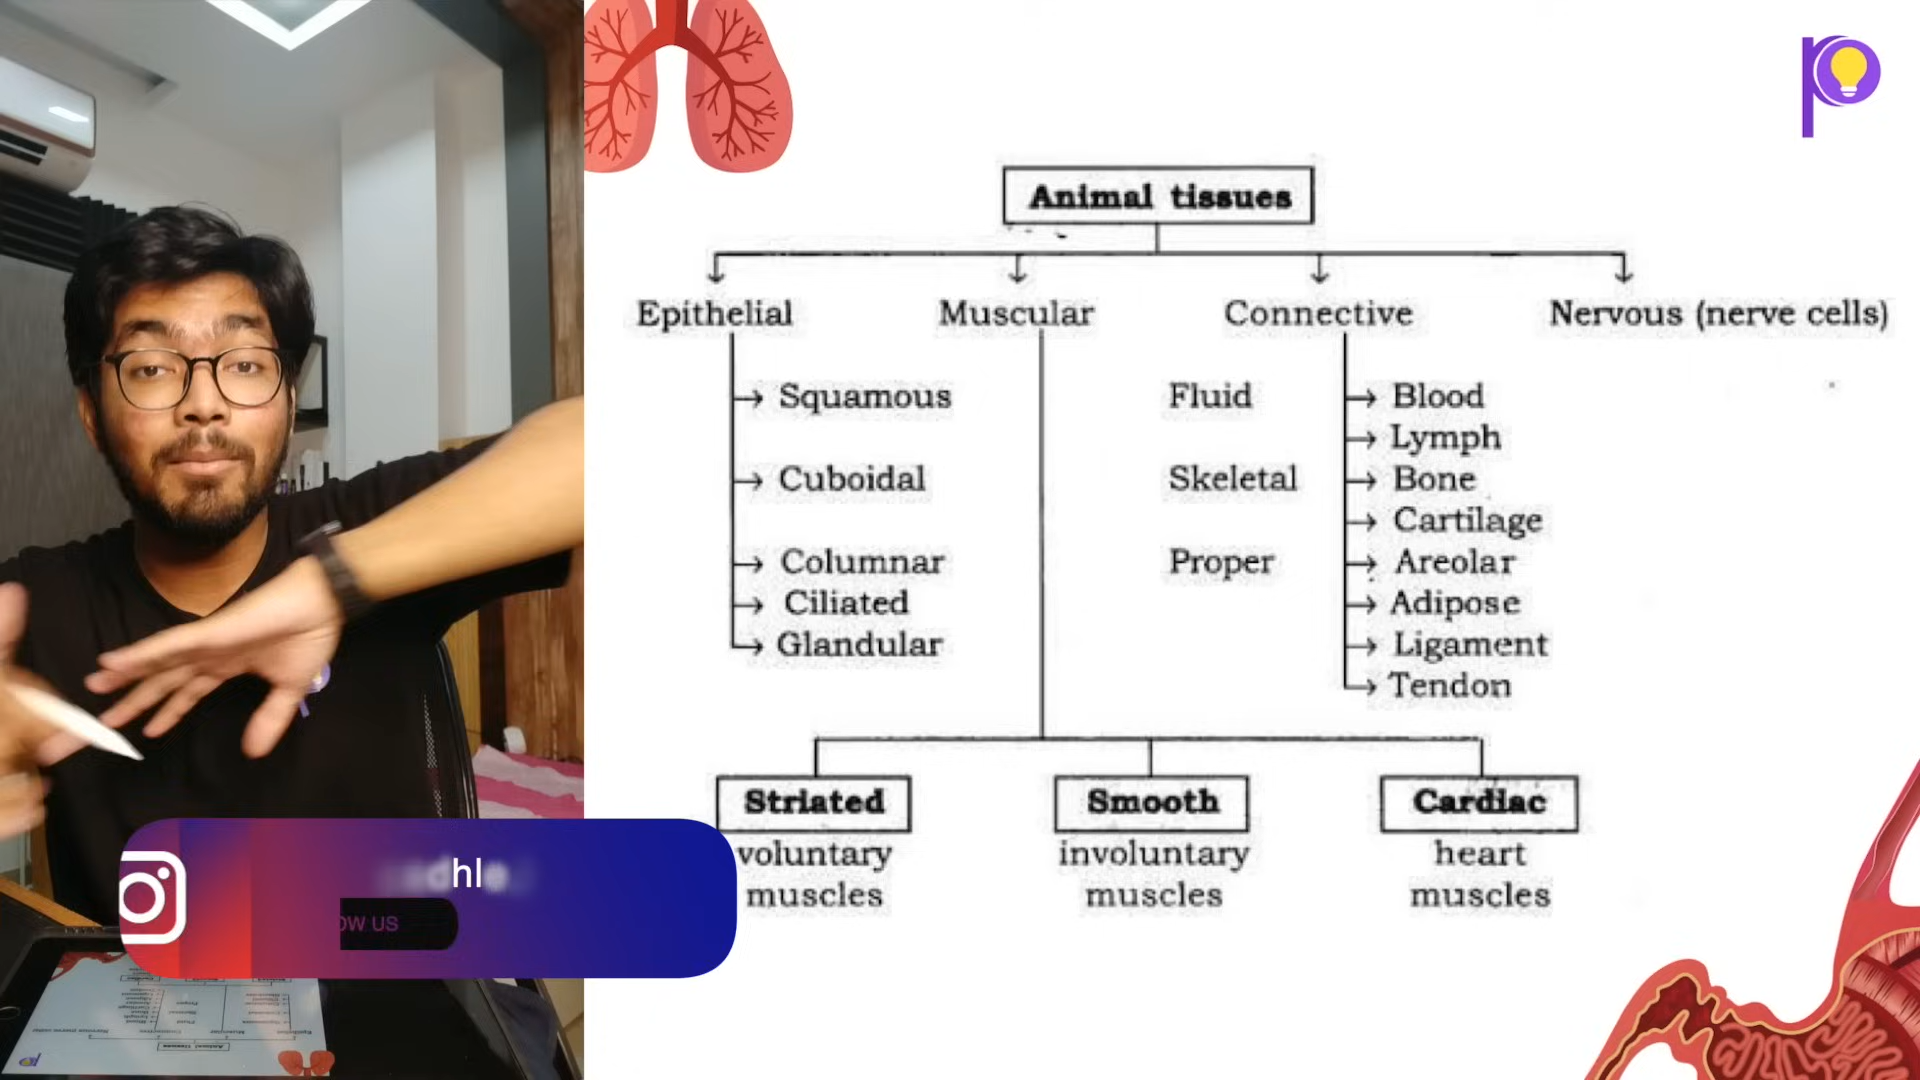 Animal tissues
Epithelial Muscular Connective Nervous (nerve cells)
Squamous Fluid Blood
Lymph
Cuboidal Skeletal Bone
Cartilage
Columnar Proper Areolar
Ciliated Adipose
Glandular Ligament
Tendon
Striated Smooth Cardiac
voluntary involuntary heart
muscles muscles muscles
US